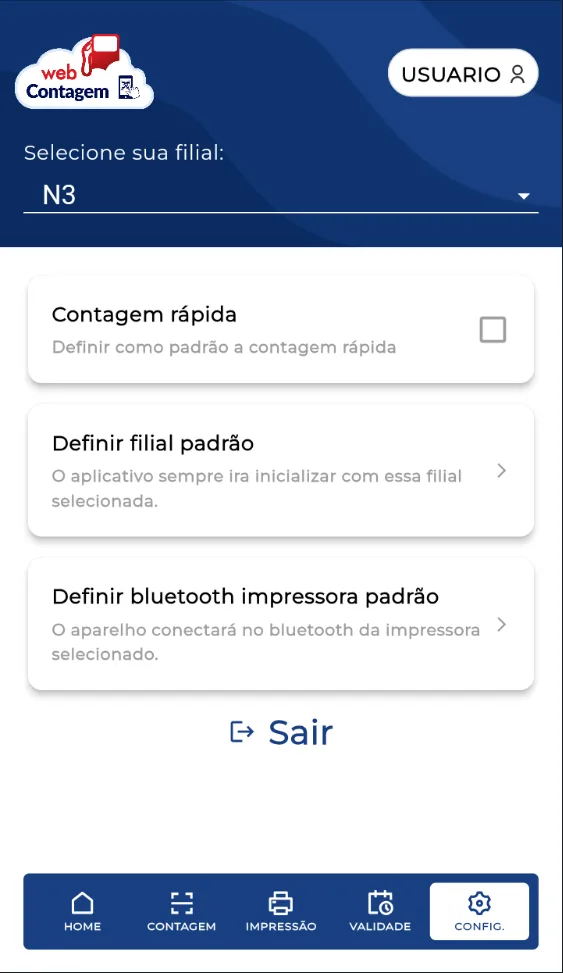 web
Contagem
USUARIO
Selecione sua filial:
N3
Contagem rápida
Definir como padrão a contagem rápida
Definir filial padrão
O aplicativo sempre ira inicializar com essa filial
selecionada.
Definir bluetooth impressora padrão
O aparelho conectará no bluetooth da impressora
selecionado.
Sair
HOME
CONTAGEM
IMPRESSÃO
VALIDADE
CONFIG.